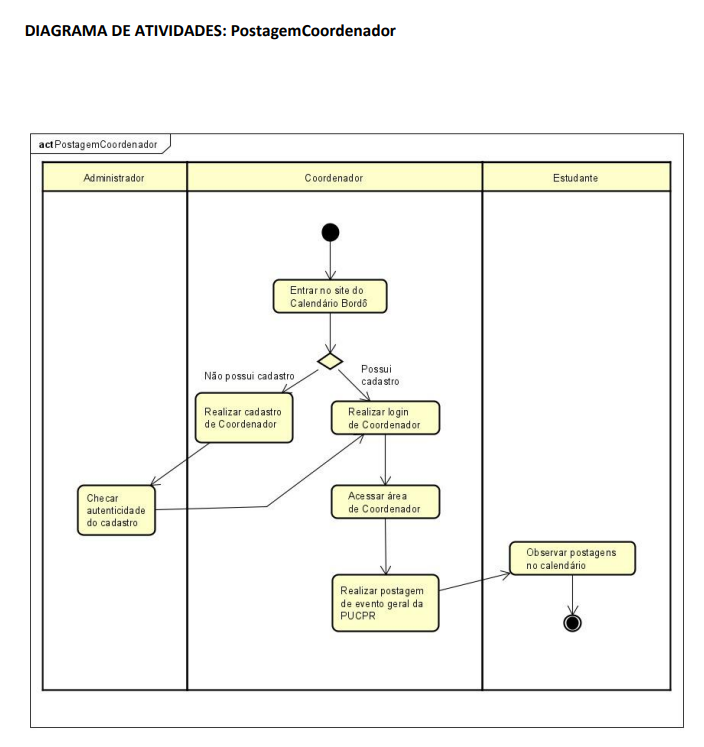 DIAGRAMA DE ATIVIDADES: PostagemCoordenador
act PostagemCoordenador
Administrador
Coordenador
Estudante
Entrar no site do
Calendário Bordô
Não possui cadastro
Possui
cadastro
Realizar cadastro
de Coordenador
Realizar login
de Coordenador
Checar
autenticidade
do cadastro
Acessar área
de Coordenador
Observar postagens
no calendário
Realizar postagem
de evento geral da
PUCPR